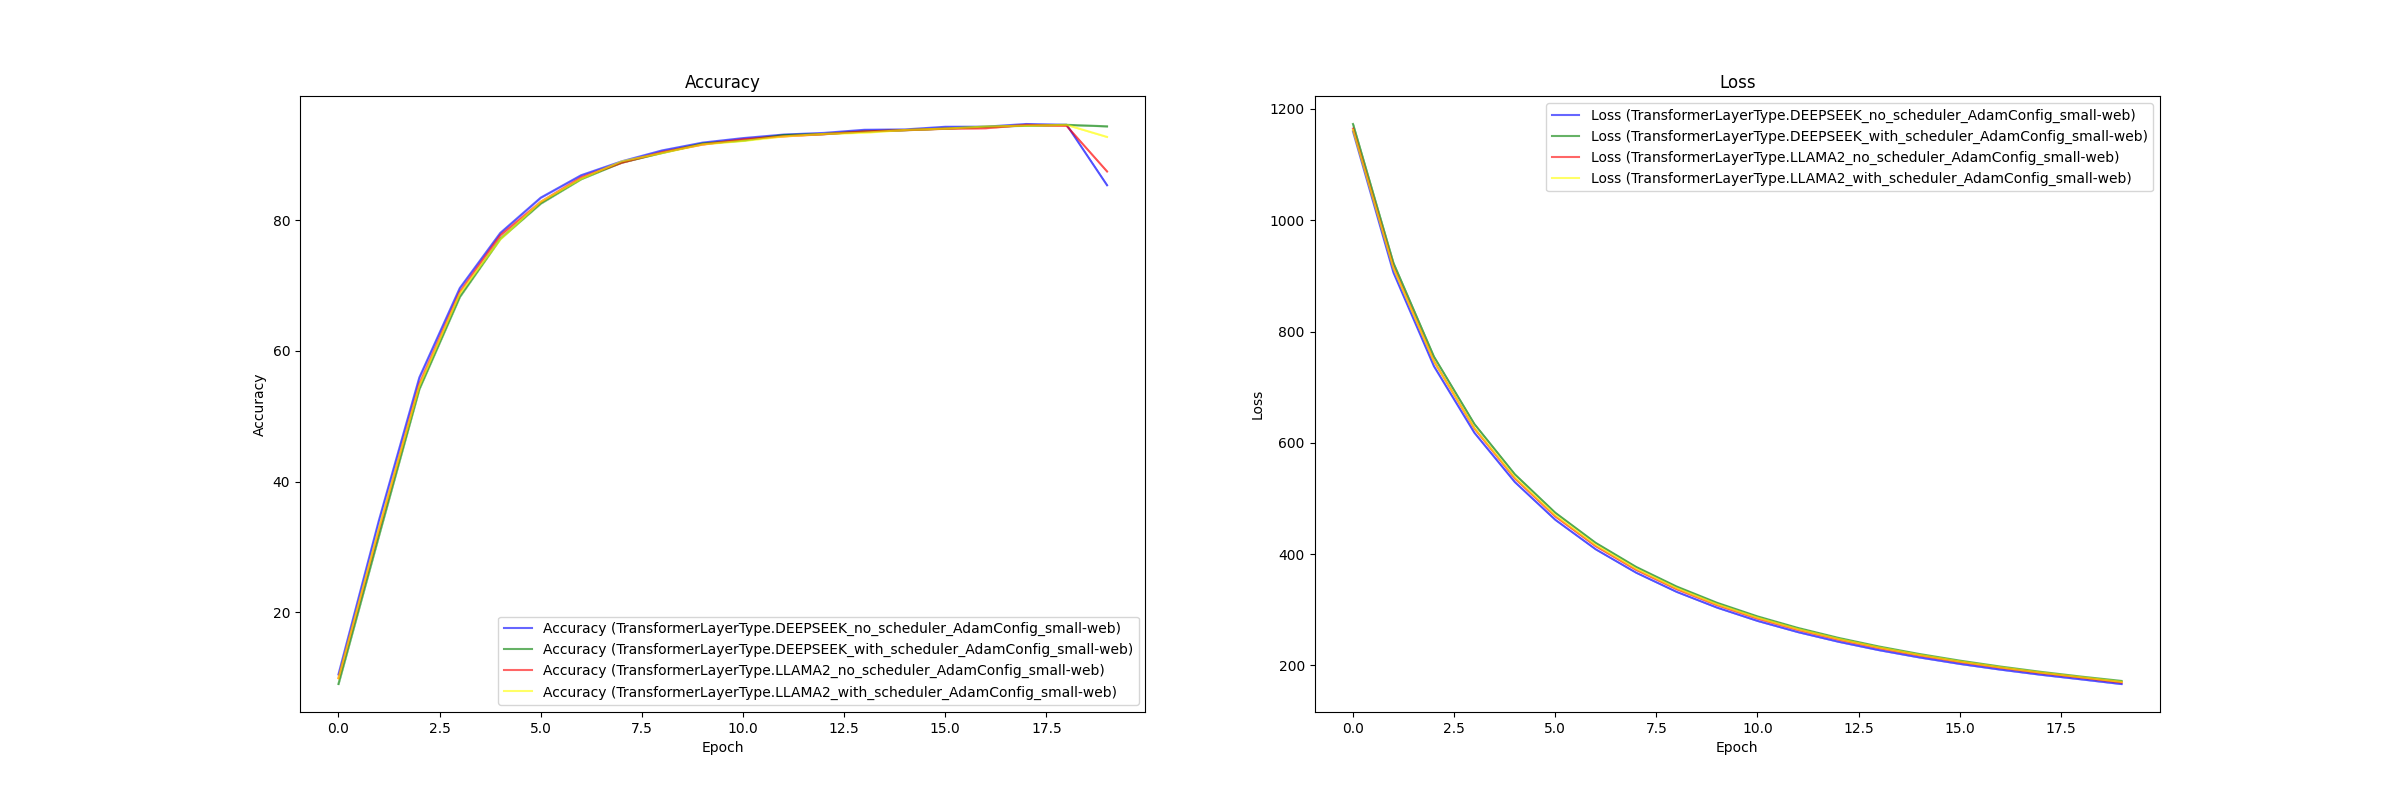 Accuracy
80
60
40
20
Accuracy
Accuracy (TransformerLayerType.DEEPSEEK_no_scheduler_AdamConfig_small-web)
Accuracy (TransformerLayerType.DEEPSEEK_with_scheduler_AdamConfig_small-web)
Accuracy (TransformerLayerType.LLAMA2_no_scheduler_AdamConfig_small-web)
Accuracy (TransformerLayerType.LLAMA2_with_scheduler_AdamConfig_small-web)
0.0 2.5 5.0 7.5 10.0 12.5 15.0 17.5
Epoch
Loss
1200
1000
800
600
400
200
Loss
Loss (TransformerLayerType.DEEPSEEK_no_scheduler_AdamConfig_small-web)
Loss (TransformerLayerType.DEEPSEEK_with_scheduler_AdamConfig_small-web)
Loss (TransformerLayerType.LLAMA2_no_scheduler_AdamConfig_small-web)
Loss (TransformerLayerType.LLAMA2_with_scheduler_AdamConfig_small-web)
0.0 2.5 5.0 7.5 10.0 12.5 15.0 17.5
Epoch